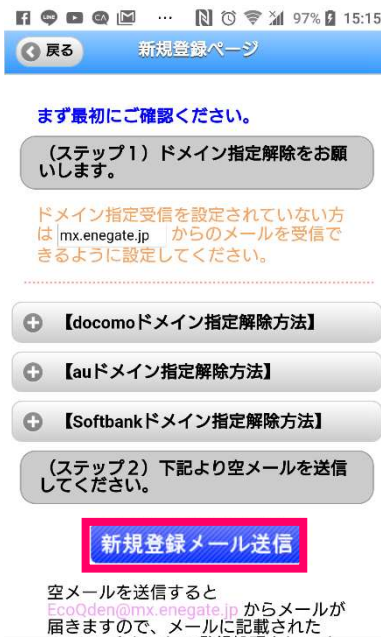 … 97% 15:15
戻る 新規登録ページ
まず最初にご確認ください。
（ステップ１）ドメイン指定解除をお願
いします。
ドメイン指定受信を設定されていない方
は mx.enegate.jp からのメールを受信で
きるように設定してください。
【docomoドメイン指定解除方法】
【auドメイン指定解除方法】
【Softbankドメイン指定解除方法】
（ステップ２）下記より空メールを送信
してください。
新規登録メール送信
空メールを送信すると
EcoQden@mx.enegate.jp からメールが
届きますので、メールに記載された